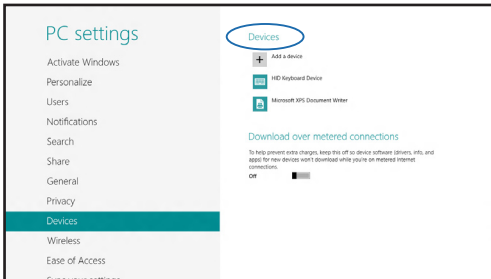 PC settings
Activate Windows
Personalize
Users
Notifications
Search
Share
General
Privacy
Devices
Wireless
Ease of Access
Sync your settings
Devices
Add a device
HID Keyboard Device
Microsoft XPS Document Writer
Download over metered connections
To help prevent extra charges, keep this off so device software (drivers, info, and
apps) for new devices won't download while you're on metered Internet
connections.
Off